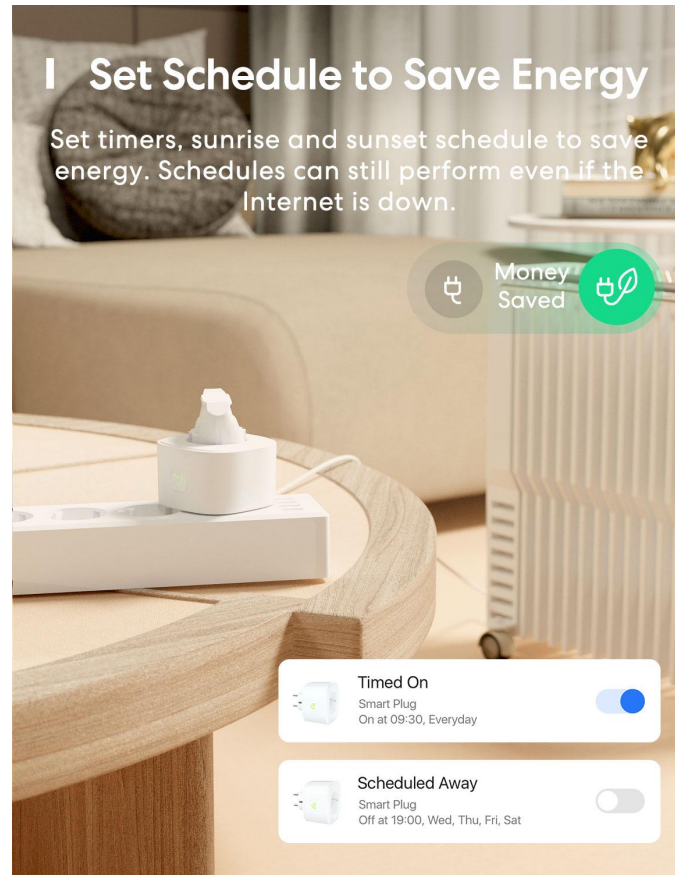 Set Schedule to Save Energy
Set timers, sunrise and sunset schedule to save
energy. Schedules can still perform even if the
Internet is down.
Money
Saved
Timed On
Smart Plug
On at 09:30, Everyday
Scheduled Away
Smart Plug
Off at 19:00, Wed, Thu, Fri, Sat